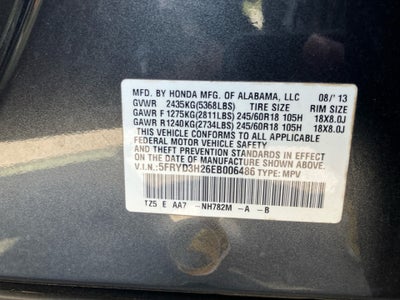 MFD. BY HONDA MFG. OF ALABAMA, LLC 08/'13
GVWR 2435KG(5368LBS) TIRE SIZE RIM SIZE
GAWR F 1275KG(2811LBS) 245/60R18 105H 18X8.0J
GAWR R 1240KG(2734LBS) 245/60R18 105H 18X8.0J
THIS VEHICLE CONFORMS TO ALL APPLICABLE
FEDERAL MOTOR VEHICLE SAFETY, BUMPER,
AND THEFT PREVENTION STANDARDS IN EFFECT ON THE
DATE OF MANUFACTURE SHOWN ABOVE.
V.I.N.: 5FRYD3H26EB006486 TYPE: MPV
TZ5 E AA7 -NH782M -A -B